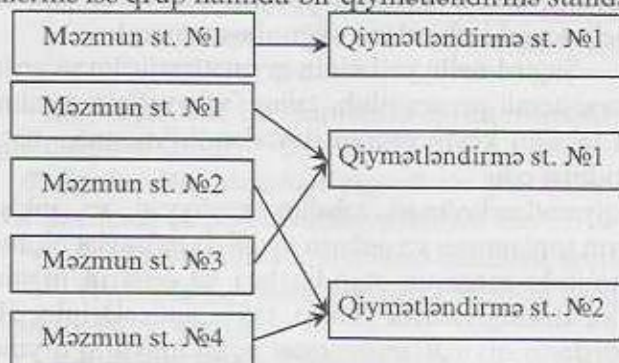 Məzmun st. №1 Qiymətləndirmə st. №1
Məzmun st. №1
Qiymətləndirmə st. №1
Məzmun st. №2
Məzmun st. №3
Qiymətləndirmə st. №2
Məzmun st. №4